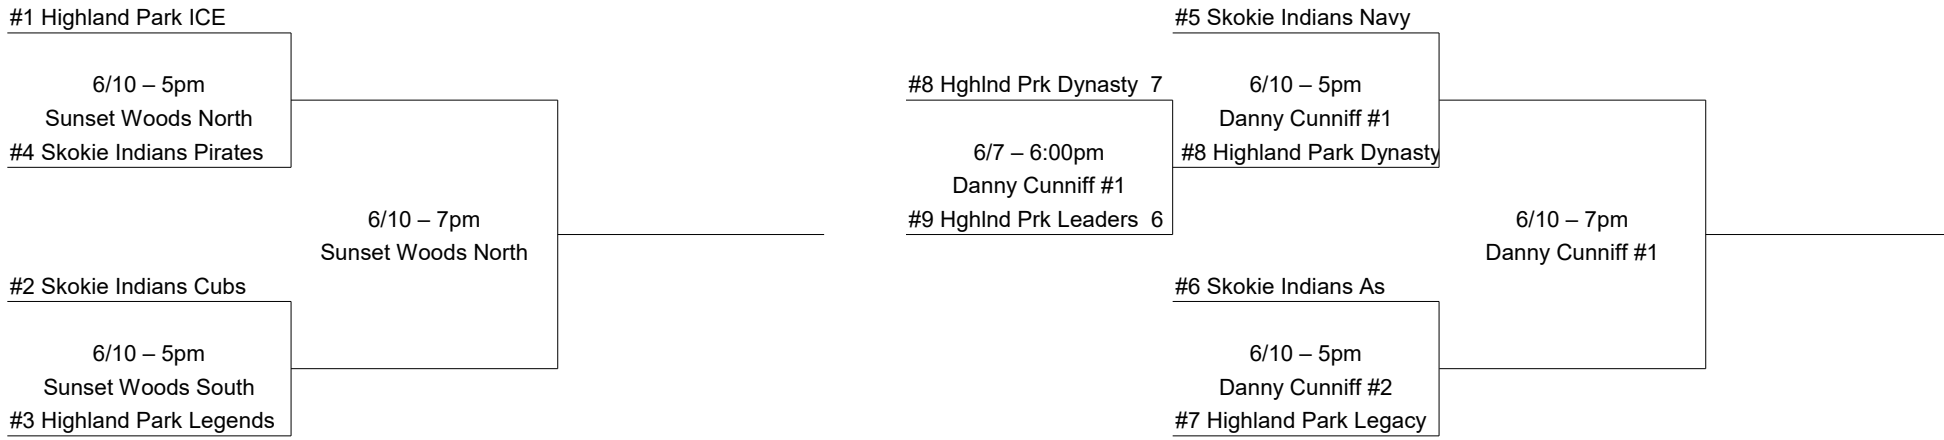 #1 Highland Park ICE
6/10 – 5pm
Sunset Woods North
#4 Skokie Indians Pirates
6/10 – 7pm
Sunset Woods North
#2 Skokie Indians Cubs
6/10 – 5pm
Sunset Woods South
#3 Highland Park Legends
#8 Hghlnd Prk Dynasty 7
6/7 – 6:00pm
Danny Cunniff #1
#9 Hghlnd Prk Leaders 6
#5 Skokie Indians Navy
6/10 – 5pm
Danny Cunniff #1
#8 Highland Park Dynasty
6/10 – 7pm
Danny Cunniff #1
#6 Skokie Indians As
6/10 – 5pm
Danny Cunniff #2
#7 Highland Park Legacy